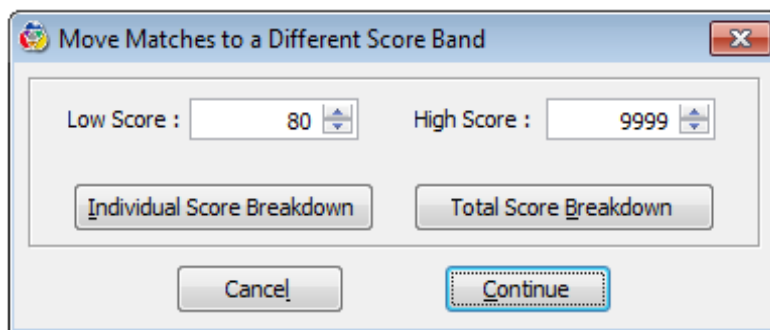 Move Matches to a Different Score Band
Low Score : 80 High Score : 9999
Individual Score Breakdown Total Score Breakdown
Cancel Continue